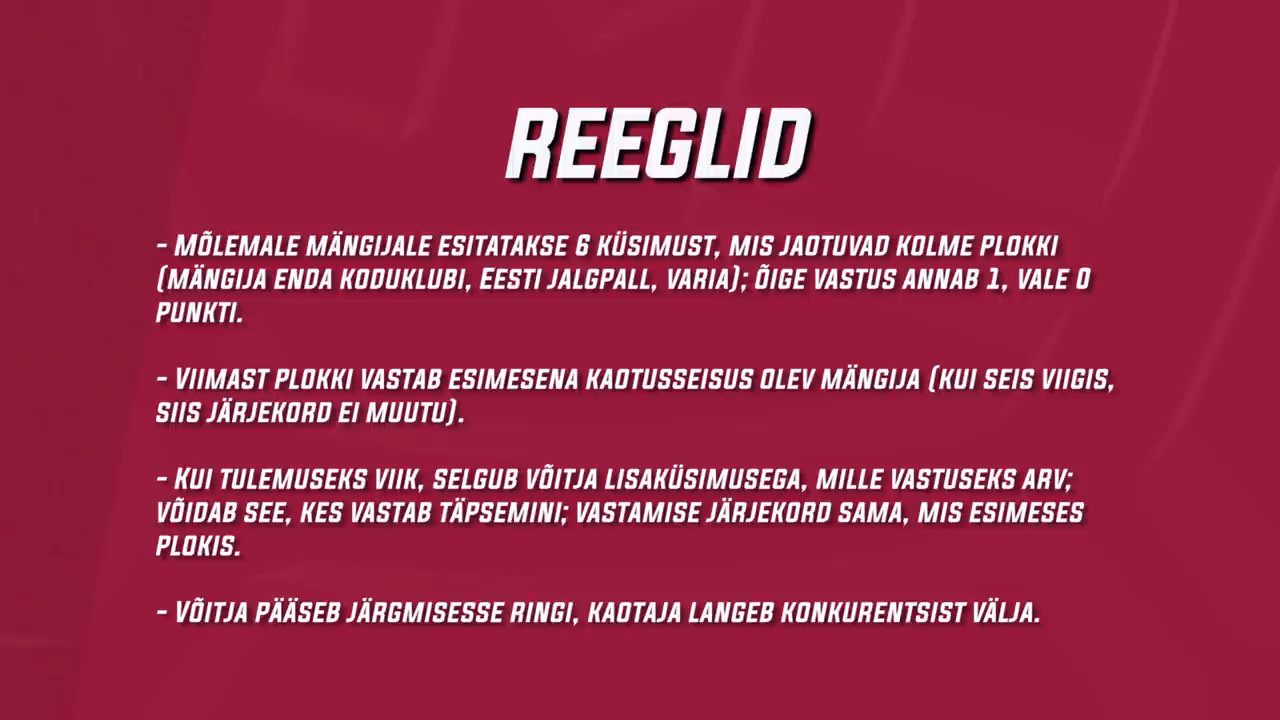 REEGLID
- MÕLEMALE MÄNGIJALE ESITATAKSE 6 KÜSIMUST, MIS JAOTUVAD KOLME PLOKKI
(MÄNGIJA ENDA KODUKLUBI, EESTI JALGPALL, VARIA); ÕIGE VASTUS ANNAB 1, VALE 0
PUNKTI.
- VIIMAST PLOKKI VASTAB ESIMESENA KAOTUSSEISUS OLEV MÄNGIJA (KUI SEIS VIIGIS,
SIIS JÄRJEKORD EI MUUTU).
- KUI TULEMUSEKS VIIK, SELGUB VÕITJA LISAKÜSIMUSEGA, MILLE VASTUSEKS ARV;
VÕIDAB SEE, KES VASTAB TÄPSEMINI; VASTAMISE JÄRJEKORD SAMA, MIS ESIMESES
PLOKIS.
- VÕITJA PÄÄSEB JÄRGMISESSE RINGI, KAOTAJA LANGEB KONKURENTSIST VÄLJA.